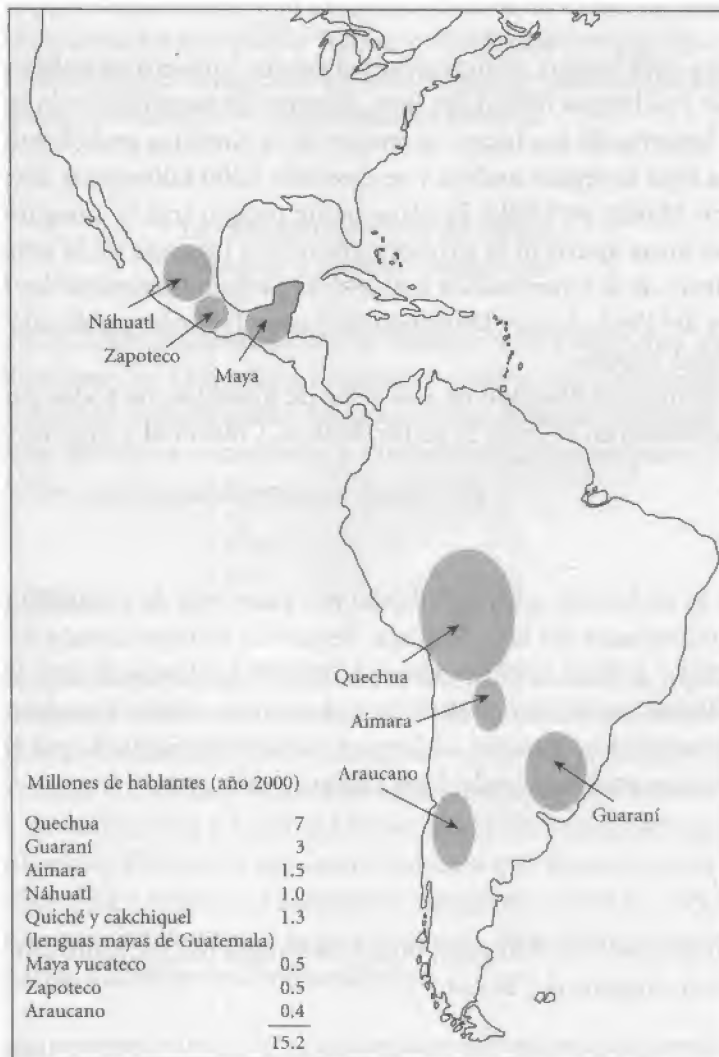 Náhuatl
Zapoteco
Maya
Quechua
Aimara
Araucano
Guaraní
Millones de hablantes (año 2000)
Quechua 7
Guaraní 3
Aimara 1.5
Náhuatl 1.0
Quiché y cakchiquel 1.3
(lenguas mayas de Guatemala)
Maya yucateco 0.5
Zapoteco 0.5
Araucano 0.4
15.2